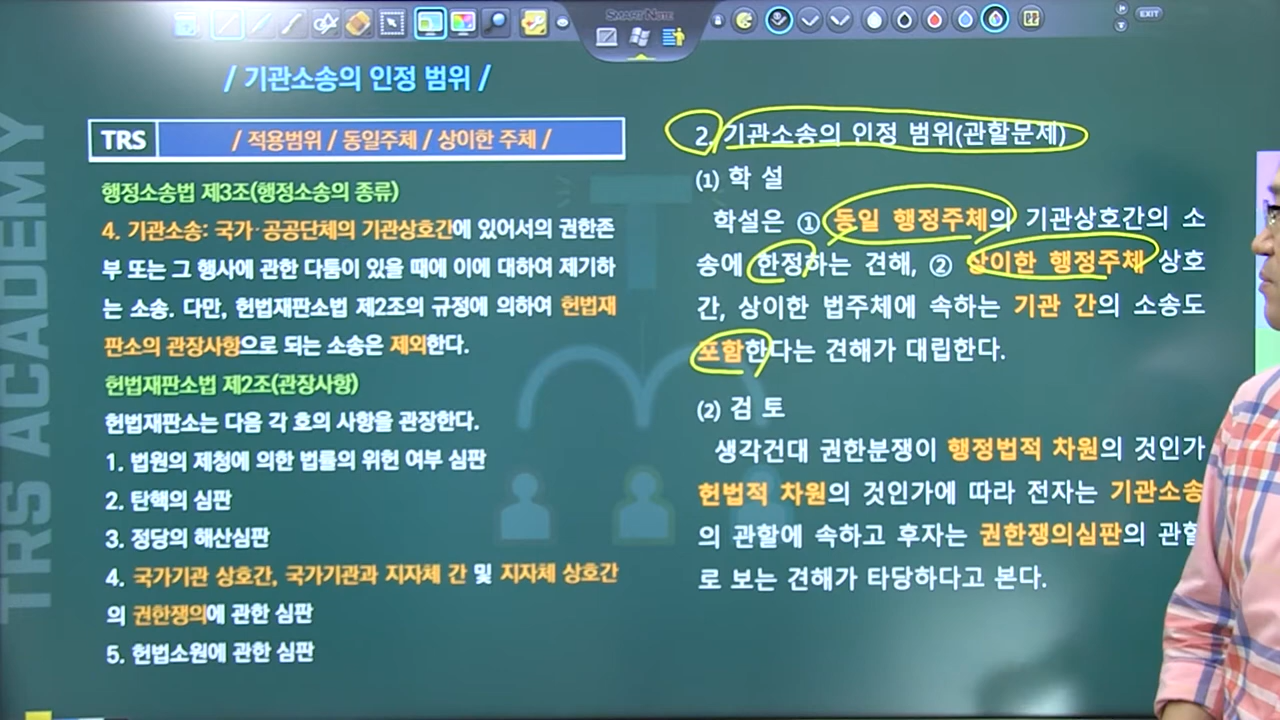 SMART NOTE
EXIT
/ 기관소송의 인정 범위 /
TRS / 적용범위 / 동일주체 / 상이한 주체 /
행정소송법 제3조(행정소송의 종류)
4. 기관소송: 국가·공공단체의 기관상호간에 있어서의 권한존
부 또는 그 행사에 관한 다툼이 있을 때에 이에 대하여 제기하
는 소송. 다만, 헌법재판소법 제2조의 규정에 의하여 헌법재
판소의 관장사항으로 되는 소송은 제외한다.
헌법재판소법 제2조(관장사항)
헌법재판소는 다음 각 호의 사항을 관장한다.
1. 법원의 제청에 의한 법률의 위헌 여부 심판
2. 탄핵의 심판
3. 정당의 해산심판
4. 국가기관 상호간, 국가기관과 지자체 간 및 지자체 상호간
의 권한쟁의에 관한 심판
5. 헌법소원에 관한 심판
2. 기관소송의 인정 범위(관할문제)
(1) 학 설
학설은 ① 동일 행정주체의 기관상호간의 소
송에 한정하는 견해, ② 상이한 행정주체 상호
간, 상이한 법주체에 속하는 기관 간의 소송도
포함한다는 견해가 대립한다.
(2) 검 토
생각건대 권한분쟁이 행정법적 차원의 것인가
헌법적 차원의 것인가에 따라 전자는 기관소송
의 관할에 속하고 후자는 권한쟁의심판의 관할
로 보는 견해가 타당하다고 본다.
TRS ACADEMY